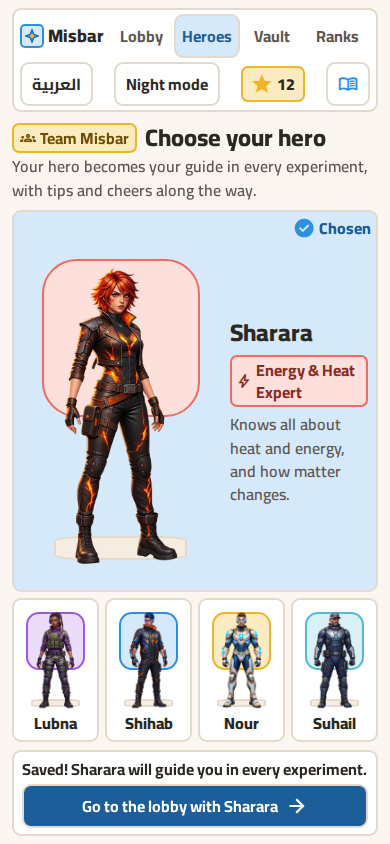 Misbar Lobby Heroes Vault Ranks
العربية Night mode 12
Team Misbar Choose your hero
Your hero becomes your guide in every experiment,
with tips and cheers along the way.
Chosen
Sharara
Energy & Heat
Expert
Knows all about
heat and energy,
and how matter
changes.
Lubna Shihab Nour Suhail
Saved! Sharara will guide you in every experiment.
Go to the lobby with Sharara